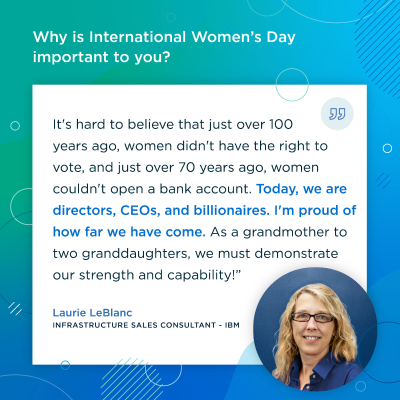 Why is International Women's Day
important to you?
It's hard to believe that just over 100
years ago, women didn't have the right to
vote, and just over 70 years ago, women
couldn't open a bank account. Today, we are
directors, CEOs, and billionaires. I'm proud of
how far we have come. As a grandmother to
two granddaughters, we must demonstrate
our strength and capability!”
Laurie LeBlanc
INFRASTRUCTURE SALES CONSULTANT - IBM